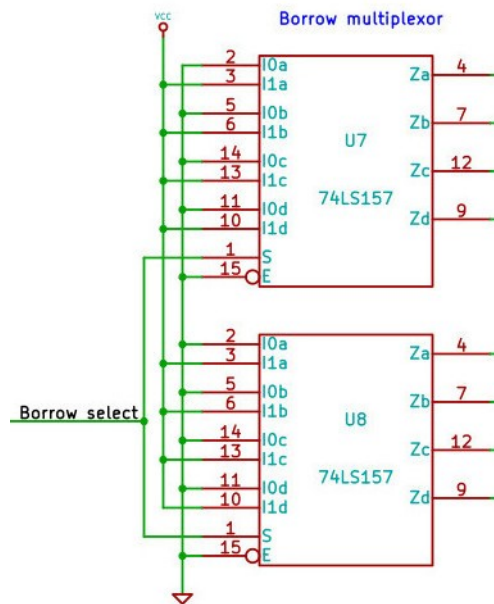 vcc
Borrow multiplexor
2 I0a Za 4
3 I1a
5 I0b Zb 7
6 I1b
U7
14 I0c Zc 12
13 I1c
74LS157
11 I0d Zd 9
10 I1d
1 S
15 E
2 I0a Za 4
3 I1a
5 I0b Zb 7
6 I1b
Borrow select
U8
14 I0c Zc 12
13 I1c
74LS157
11 I0d Zd 9
10 I1d
1 S
15 E